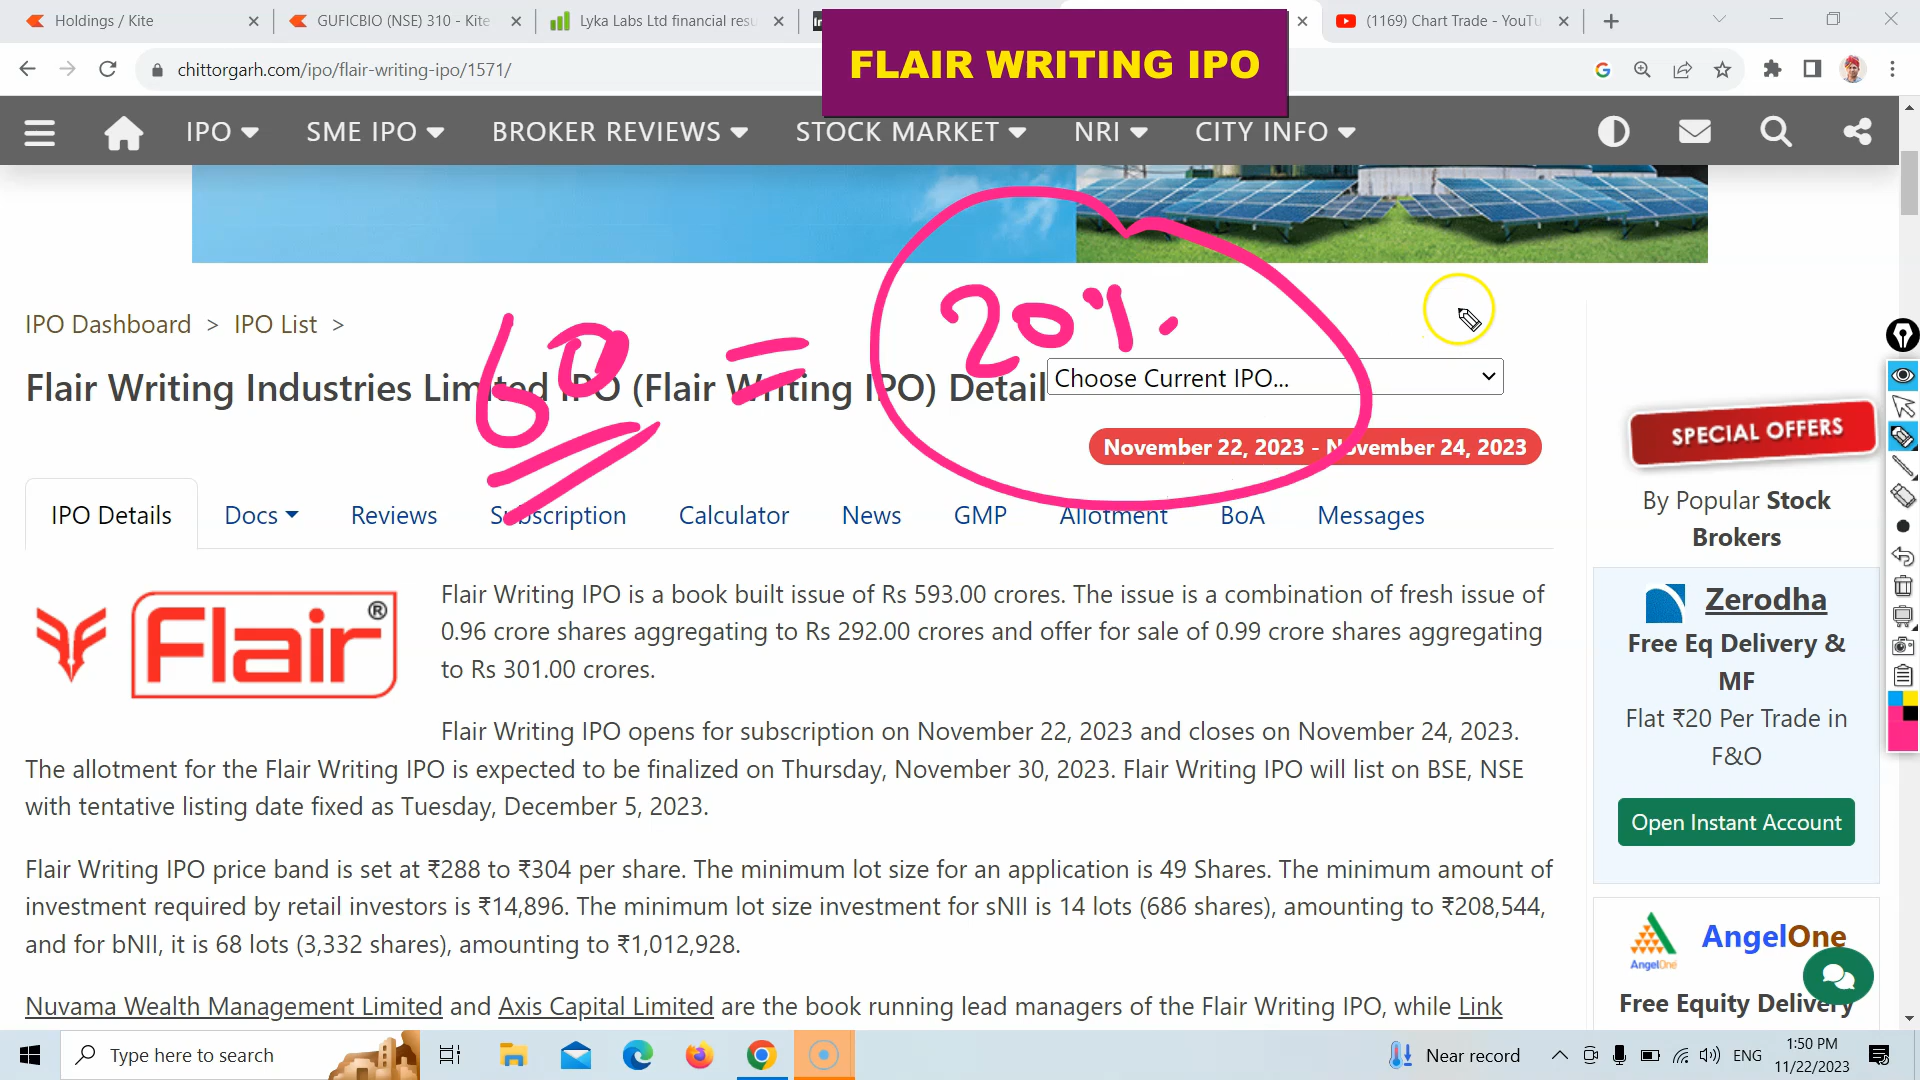 Holdings / Kite
GUFICBIO (NSE) 310 - Kite
Lyka Labs Ltd financial resu
(1169) Chart Trade - YouTu
FLAIR WRITING IPO
chittorgarh.com/ipo/flair-writing-ipo/1571/
IPO
SME IPO
BROKER REVIEWS
STOCK MARKET
NRI
CITY INFO
IPO Dashboard > IPO List >
60 = 20%.
Flair Writing Industries Limited IPO (Flair Writing IPO) Detail
Choose Current IPO...
November 22, 2023 - November 24, 2023
IPO Details
Docs
Reviews
Subscription
Calculator
News
GMP
Allotment
BoA
Messages
Flair®
Flair Writing IPO is a book built issue of Rs 593.00 crores. The issue is a combination of fresh issue of
0.96 crore shares aggregating to Rs 292.00 crores and offer for sale of 0.99 crore shares aggregating
to Rs 301.00 crores.
Flair Writing IPO opens for subscription on November 22, 2023 and closes on November 24, 2023.
The allotment for the Flair Writing IPO is expected to be finalized on Thursday, November 30, 2023. Flair Writing IPO will list on BSE, NSE
with tentative listing date fixed as Tuesday, December 5, 2023.
Flair Writing IPO price band is set at ₹288 to ₹304 per share. The minimum lot size for an application is 49 Shares. The minimum amount of
investment required by retail investors is ₹14,896. The minimum lot size investment for sNII is 14 lots (686 shares), amounting to ₹208,544,
and for bNII, it is 68 lots (3,332 shares), amounting to ₹1,012,928.
Nuvama Wealth Management Limited and Axis Capital Limited are the book running lead managers of the Flair Writing IPO, while Link
SPECIAL OFFERS
By Popular Stock
Brokers
Zerodha
Free Eq Delivery &
MF
Flat ₹20 Per Trade in
F&O
Open Instant Account
AngelOne
AngelOne
Free Equity Delivery
Type here to search
Near record
ENG
1:50 PM
11/22/2023